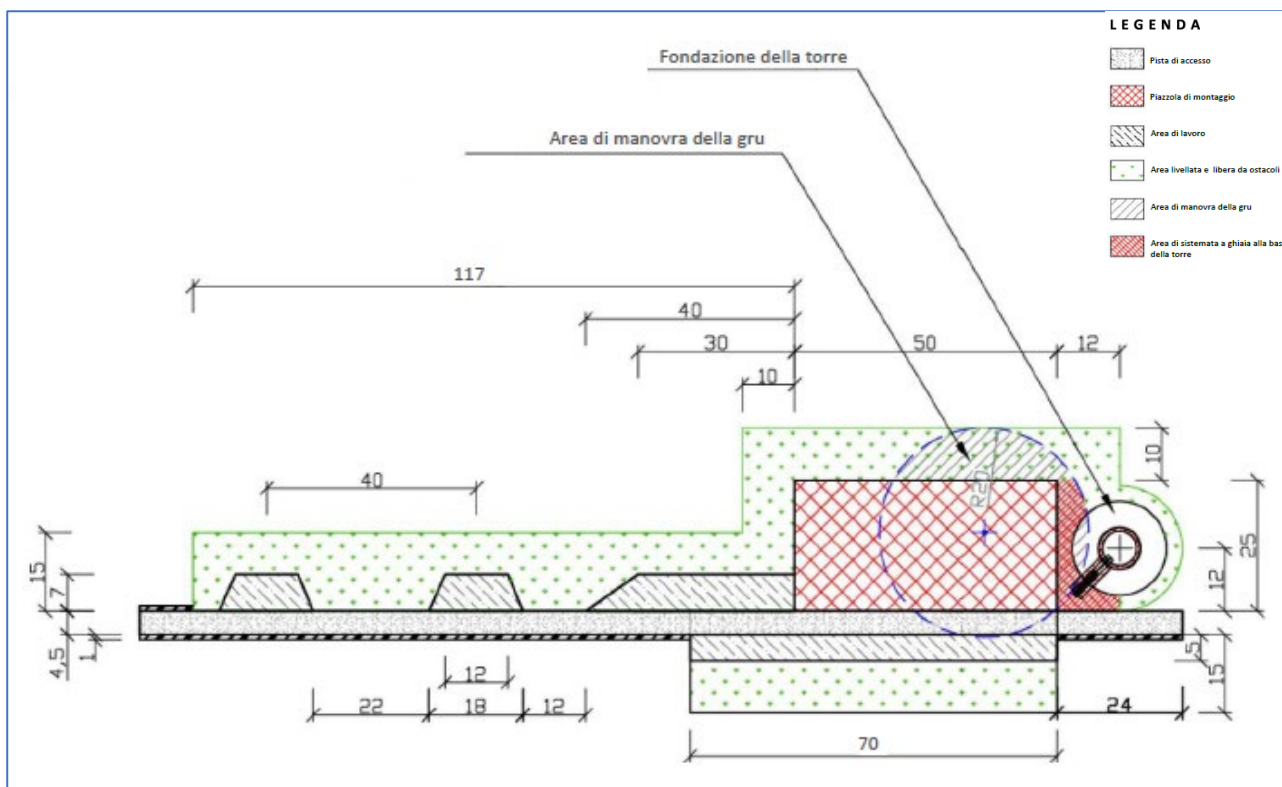 LEGENDA
Fondazione della torre
Pista di accesso
Piazzola di montaggio
Area di manovra della gru
Area di lavoro
Area livellata e libera da ostacoli
Area di manovra della gru
Area di sistemata a ghiaia alla bas
della torre
117
40
30
50
12
10
10
40
R20
15
7
25
12
4,5
1
12
5
15
22
18
12
24
70